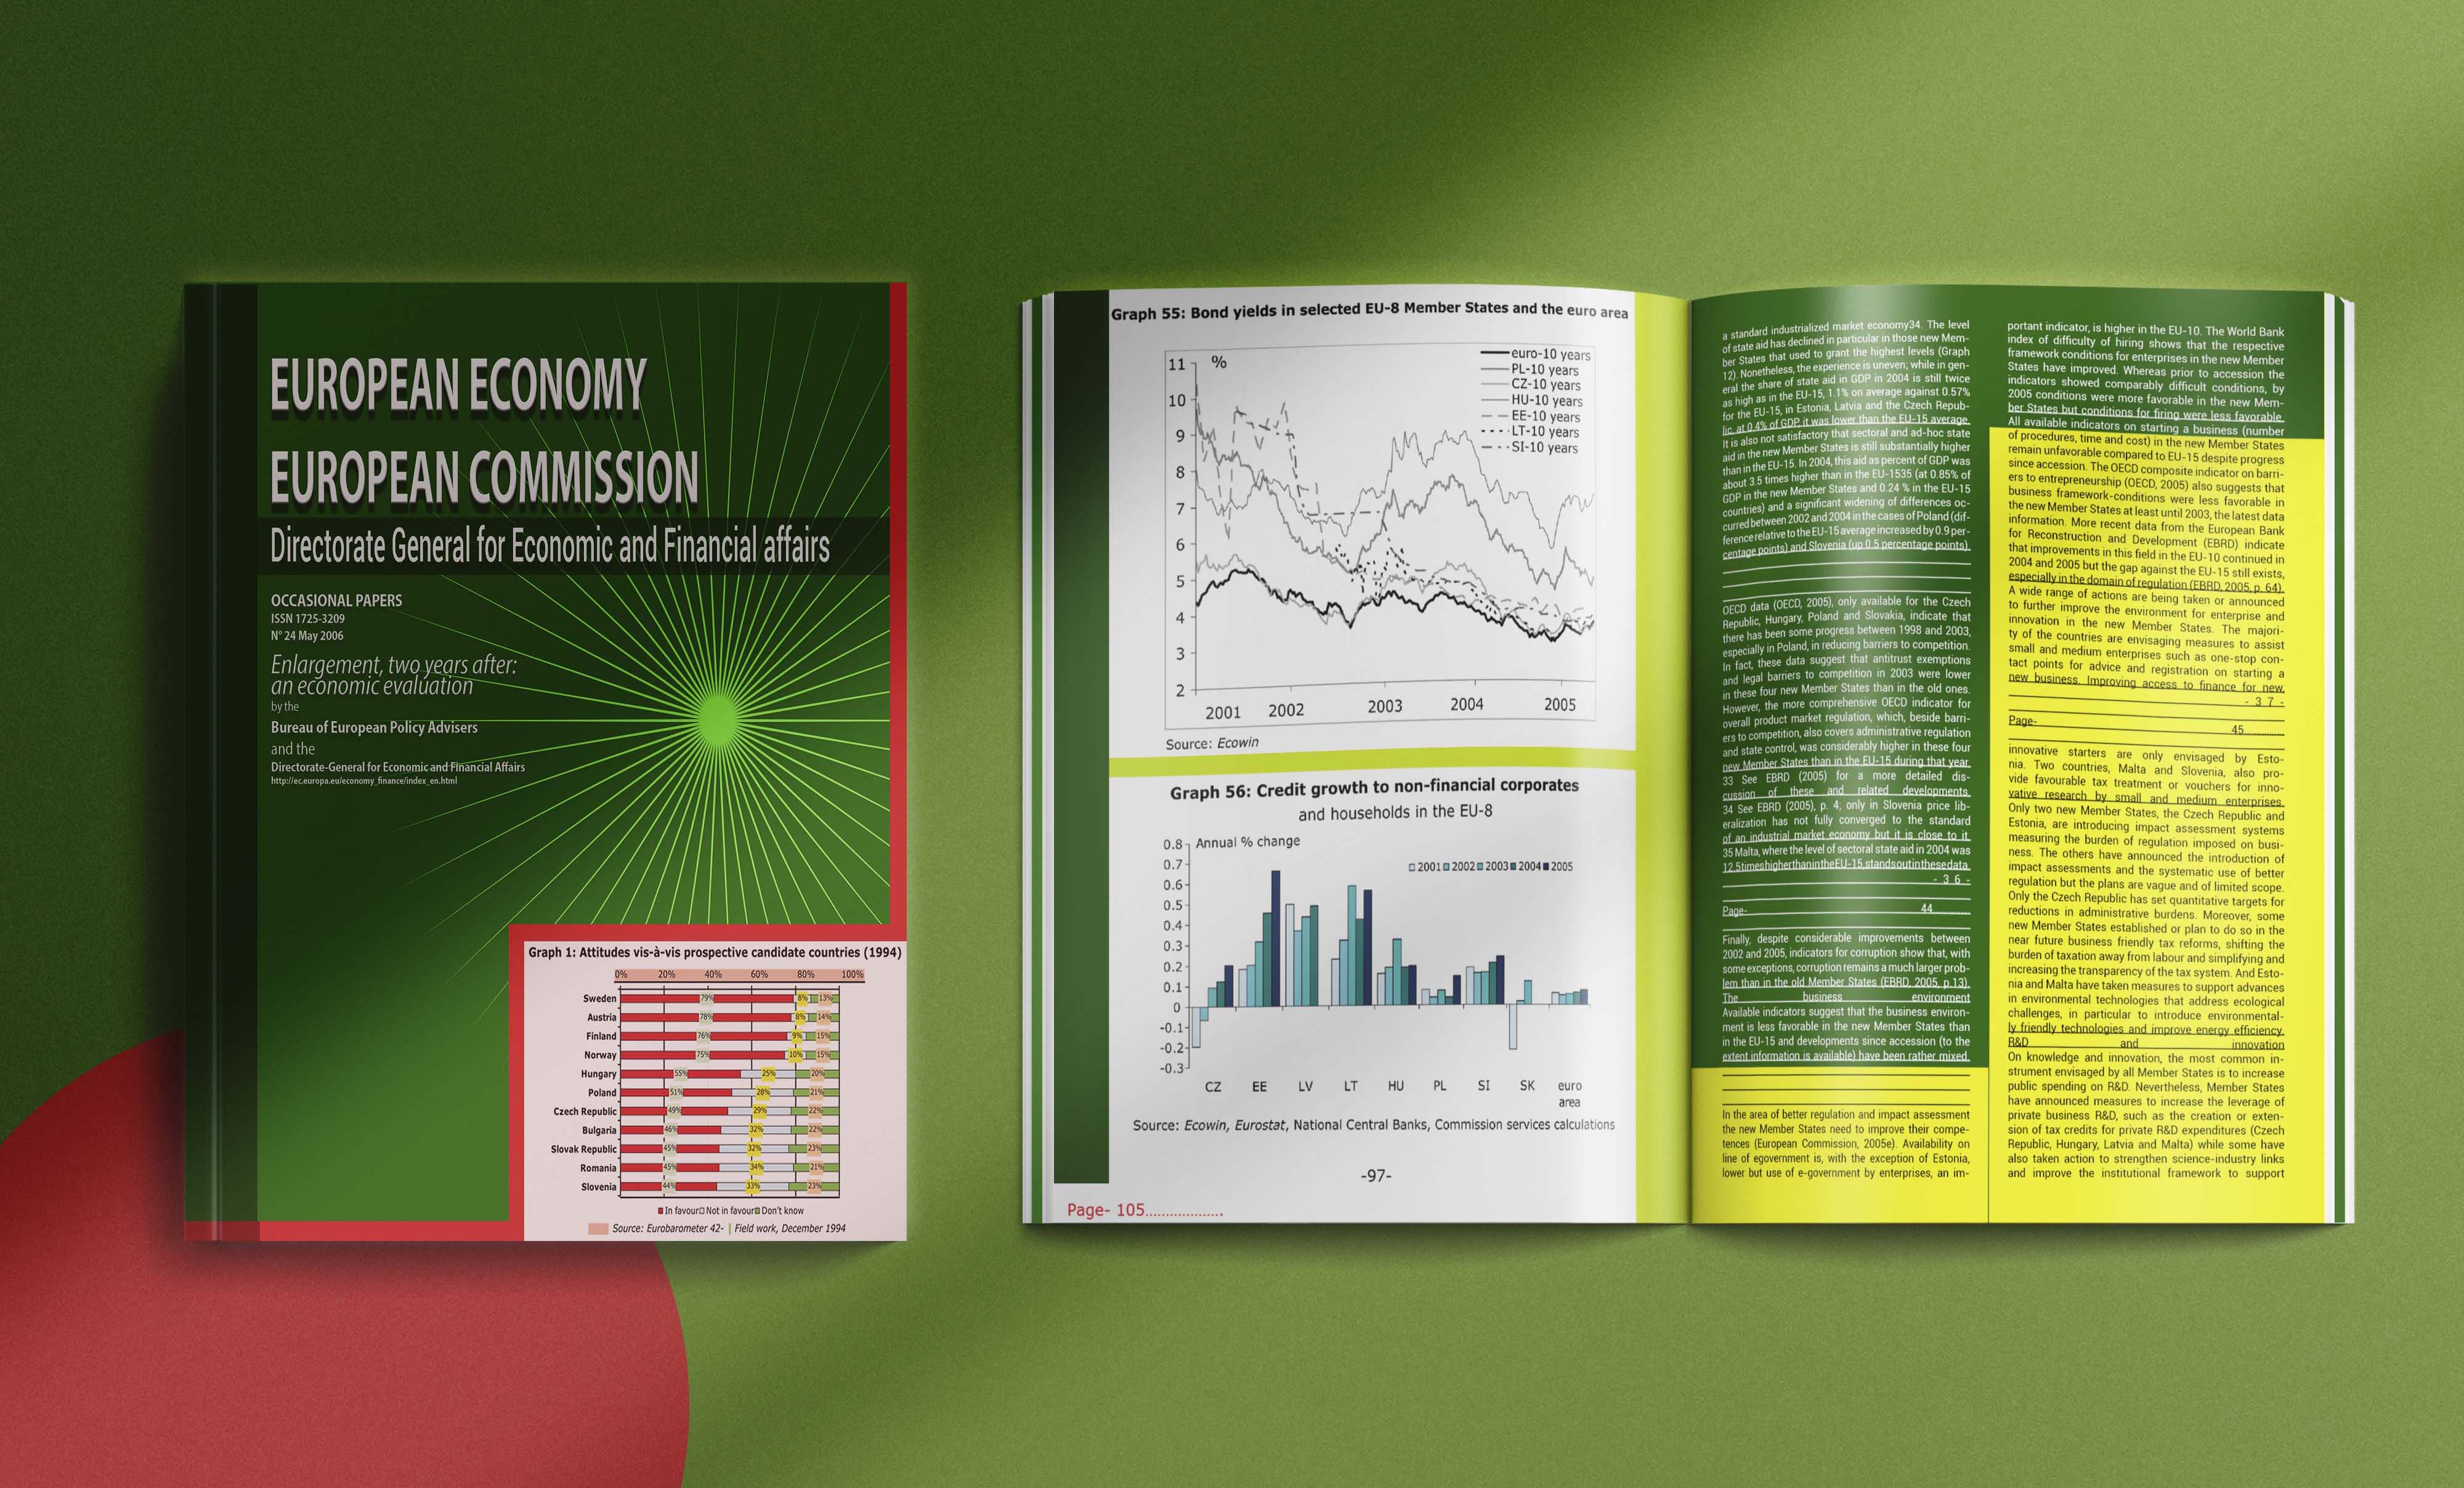 EUROPEAN ECONOMY
EUROPEAN COMMISSION
Directorate General for Economic and Financial affairs
OCCASIONAL PAPERS
ISSN 1725-3209
N° 24 May 2006
Enlargement, two years after:
an economic evaluation
by the
Bureau of European Policy Advisers
and the
Directorate-General for Economic and Financial Affairs
http://ec.europa.eu/economy_finance/index_en.html
Graph 1: Attitudes vis-à-vis prospective candidate countries (1994)
0% 20% 40% 60% 80% 100%
Sweden 79% 8% 13%
Austria 78% 8% 14%
Finland 76% 9% 15%
Norway 75% 10% 15%
Hungary 55% 25% 20%
Poland 51% 28% 21%
Czech Republic 49% 29% 22%
Bulgaria 46% 32% 22%
Slovak Republic 45% 32% 23%
Romania 45% 34% 21%
Slovenia 44% 33% 23%
In favour Not in favour Don't know
Source: Eurobarometer 42- | Field work, December 1994
Graph 55: Bond yields in selected EU-8 Member States and the euro area
%
11
10
9
8
7
6
5
4
3
2
euro-10 years
PL-10 years
CZ-10 years
HU-10 years
EE-10 years
LT-10 years
SI-10 years
2001 2002 2003 2004 2005
Source: Ecowin
Graph 56: Credit growth to non-financial corporates
and households in the EU-8
Annual % change
2001 2002 2003 2004 2005
0.8
0.7
0.6
0.5
0.4
0.3
0.2
0.1
0
-0.1
-0.2
-0.3
CZ EE LV LT HU PL SI SK euro
area
Source: Ecowin, Eurostat, National Central Banks, Commission services calculations
-97-
Page- 105..................
a standard industrialized market economy34. The level
of state aid has declined in particular in those new Mem-
ber States that used to grant the highest levels (Graph
12). Nonetheless, the experience is uneven; while in gen-
eral the share of state aid in GDP in 2004 is still twice
as high as in the EU-15, 1.1% on average against 0.57%
for the EU-15, in Estonia, Latvia and the Czech Repub-
lic, at 0.4% of GDP it was lower than the EU-15 average.
It is also not satisfactory that sectoral and ad-hoc state
aid in the new Member States is still substantially higher
than in the EU-15. In 2004, this aid as percent of GDP was
about 3.5 times higher than in the EU-1535 (at 0.85% of
GDP in the new Member States and 0.24 % in the EU-15
countries) and a significant widening of differences oc-
curred between 2002 and 2004 in the cases of Poland (dif-
ference relative to the EU-15 average increased by 0.9 per-
centage points) and Slovenia (up 0.5 percentage points).
OECD data (OECD, 2005), only available for the Czech
Republic, Hungary, Poland and Slovakia, indicate that
there has been some progress between 1998 and 2003,
especially in Poland, in reducing barriers to competition.
In fact, these data suggest that antitrust exemptions
and legal barriers to competition in 2003 were lower
in these four new Member States than in the old ones.
However, the more comprehensive OECD indicator for
overall product market regulation, which, beside barri-
ers to competition, also covers administrative regulation
and state control, was considerably higher in these four
new Member States than in the EU-15 during that year.
33 See EBRD (2005) for a more detailed dis-
cussion of these and related developments.
34 See EBRD (2005), p. 4; only in Slovenia price lib-
eralization has not fully converged to the standard
of an industrial market economy but it is close to it.
35 Malta, where the level of sectoral state aid in 2004 was
12.5 times higher than in the EU-15, stands out in these data.
- 3 6 -
Page- 44..............
Finally, despite considerable improvements between
2002 and 2005, indicators for corruption show that, with
some exceptions, corruption remains a much larger prob-
lem than in the old Member States (EBRD, 2005, p.13).
The business environment
Available indicators suggest that the business environ-
ment is less favorable in the new Member States than
in the EU-15 and developments since accession (to the
extent information is available) have been rather mixed.
In the area of better regulation and impact assessment
the new Member States need to improve their compe-
tences (European Commission, 2005e). Availability on
line of egovernment is, with the exception of Estonia,
lower but use of e-government by enterprises, an im-
portant indicator, is higher in the EU-10. The World Bank
index of difficulty of hiring shows that the respective
framework conditions for enterprises in the new Member
States have improved. Whereas prior to accession the
indicators showed comparably difficult conditions, by
2005 conditions were more favorable in the new Mem-
ber States but conditions for firing were less favorable.
All available indicators on starting a business (number
of procedures, time and cost) in the new Member States
remain unfavorable compared to EU-15 despite progress
since accession. The OECD composite indicator on barri-
ers to entrepreneurship (OECD, 2005) also suggests that
business framework-conditions were less favorable in
the new Member States at least until 2003, the latest data
information. More recent data from the European Bank
for Reconstruction and Development (EBRD) indicate
that improvements in this field in the EU-10 continued in
2004 and 2005 but the gap against the EU-15 still exists,
especially in the domain of regulation (EBRD, 2005, p. 64).
A wide range of actions are being taken or announced
to further improve the environment for enterprise and
innovation in the new Member States. The majori-
ty of the countries are envisaging measures to assist
small and medium enterprises such as one-stop con-
tact points for advice and registration on starting a
new business. Improving access to finance for new,
- 3 7 -
Page- 45..............
innovative starters are only envisaged by Esto-
nia. Two countries, Malta and Slovenia, also pro-
vide favourable tax treatment or vouchers for inno-
vative research by small and medium enterprises.
Only two new Member States, the Czech Republic and
Estonia, are introducing impact assessment systems
measuring the burden of regulation imposed on busi-
ness. The others have announced the introduction of
impact assessments and the systematic use of better
regulation but the plans are vague and of limited scope.
Only the Czech Republic has set quantitative targets for
reductions in administrative burdens. Moreover, some
new Member States established or plan to do so in the
near future business friendly tax reforms, shifting the
burden of taxation away from labour and simplifying and
increasing the transparency of the tax system. And Esto-
nia and Malta have taken measures to support advances
in environmental technologies that address ecological
challenges, in particular to introduce environmental-
ly friendly technologies and improve energy efficiency.
R&D and innovation
On knowledge and innovation, the most common in-
strument envisaged by all Member States is to increase
public spending on R&D. Nevertheless, Member States
have announced measures to increase the leverage of
private business R&D, such as the creation or exten-
sion of tax credits for private R&D expenditures (Czech
Republic, Hungary, Latvia and Malta) while some have
also taken action to strengthen science-industry links
and improve the institutional framework to support